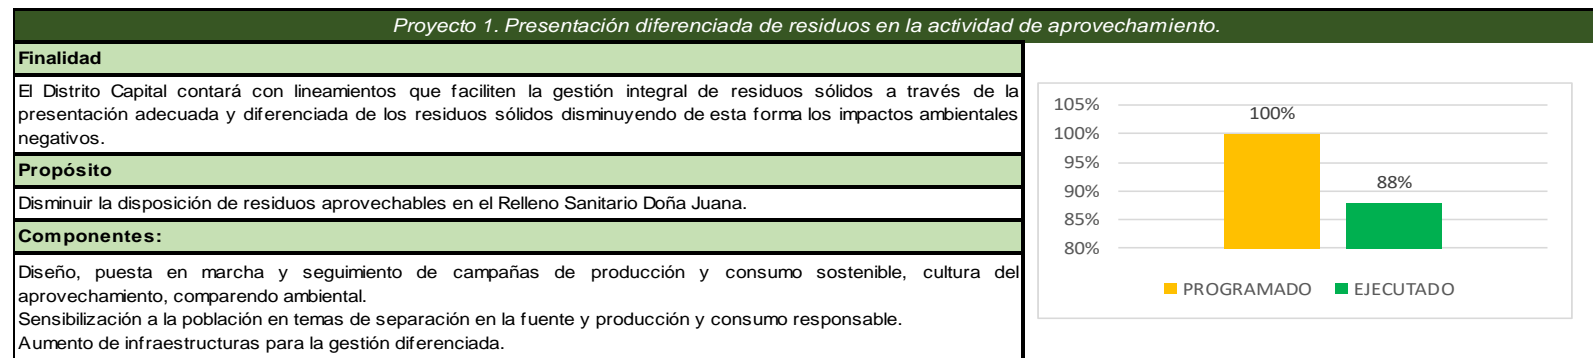 Proyecto 1. Presentación diferenciada de residuos en la actividad de aprovechamiento.
Finalidad
El Distrito Capital contará con lineamientos que faciliten la gestión integral de residuos sólidos a través de la
presentación adecuada y diferenciada de los residuos sólidos disminuyendo de esta forma los impactos ambientales
negativos.
Propósito
Disminuir la disposición de residuos aprovechables en el Relleno Sanitario Doña Juana.
Componentes:
Diseño, puesta en marcha y seguimiento de campañas de producción y consumo sostenible, cultura del
aprovechamiento, comparendo ambiental.
Sensibilización a la población en temas de separación en la fuente y producción y consumo responsable.
Aumento de infraestructuras para la gestión diferenciada.
105%
100%
95%
90%
85%
80%
100%
88%
PROGRAMADO EJECUTADO